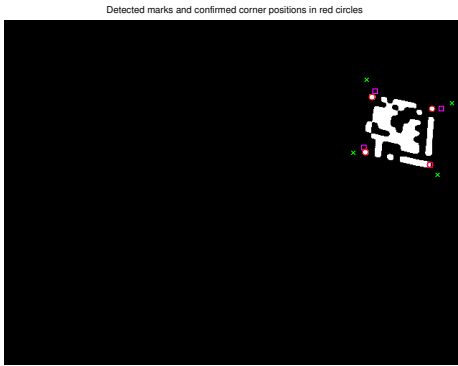 Detected marks and confirmed corner positions in red circles